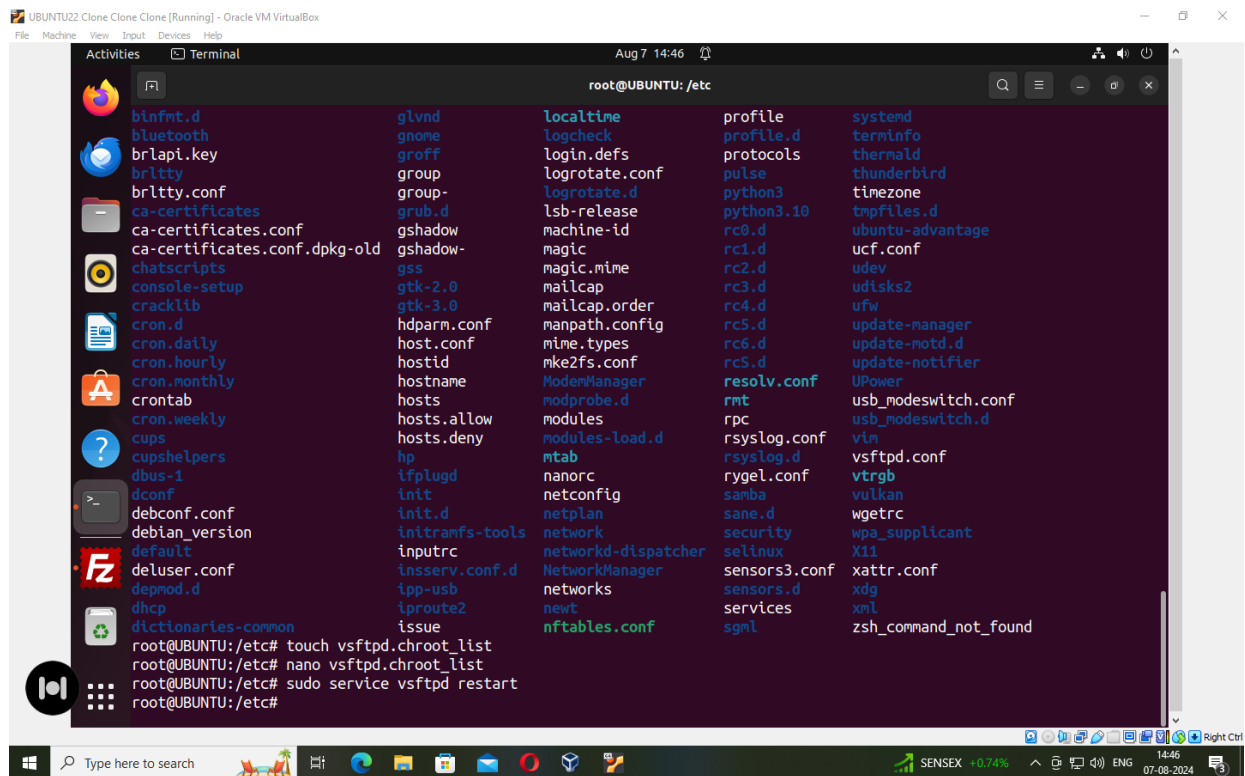 UBUNTU22 Clone Clone Clone [Running] - Oracle VM VirtualBox
File Machine View Input Devices Help
Activities Terminal Aug 7 14:46
root@UBUNTU: /etc
binfmt.d glvnd localtime profile systemd
bluetooth gnome logcheck profile.d terminfo
brlapi.key groff login.defs protocols thermald
brltty group logrotate.conf pulse thunderbird
brltty.conf group- logrotate.d python3 timezone
ca-certificates grub.d lsb-release python3.10 tmpfiles.d
ca-certificates.conf gshadow machine-id rc0.d ubuntu-advantage
ca-certificates.conf.dpkg-old gshadow- magic rc1.d ucf.conf
chatscripts gss magic.mime rc2.d udev
console-setup gtk-2.0 mailcap rc3.d udisks2
cracklib gtk-3.0 mailcap.order rc4.d ufw
cron.d hdparm.conf manpath.config rc5.d update-manager
cron.daily host.conf mime.types rc6.d update-motd.d
cron.hourly hostid mke2fs.conf rcS.d update-notifier
cron.monthly hostname ModemManager resolv.conf UPower
crontab hosts modprobe.d rmt usb_modeswitch.conf
cron.weekly hosts.allow modules rpc usb_modeswitch.d
cups hosts.deny modules-load.d rsyslog.conf vim
cupshelpers hp mtab rsyslog.d vsftpd.conf
dbus-1 ifplugd nanorc rygel.conf vtrgb
dconf init netconfig samba vulkan
debconf.conf init.d netplan sane.d wgetrc
debian_version initramfs-tools network security wpa_supplicant
default inputrc networkd-dispatcher selinux X11
deluser.conf insserv.conf.d NetworkManager sensors3.conf xattr.conf
depmod.d ipp-usb networks sensors.d xdg
dhcp iproute2 newt services xml
dictionaries-common issue nftables.conf sgml zsh_command_not_found
root@UBUNTU:/etc# touch vsftpd.chroot_list
root@UBUNTU:/etc# nano vsftpd.chroot_list
root@UBUNTU:/etc# sudo service vsftpd restart
root@UBUNTU:/etc#
Right Ctrl
Type here to search SENSEX +0.74% ENG 14:46
07-08-2024 3